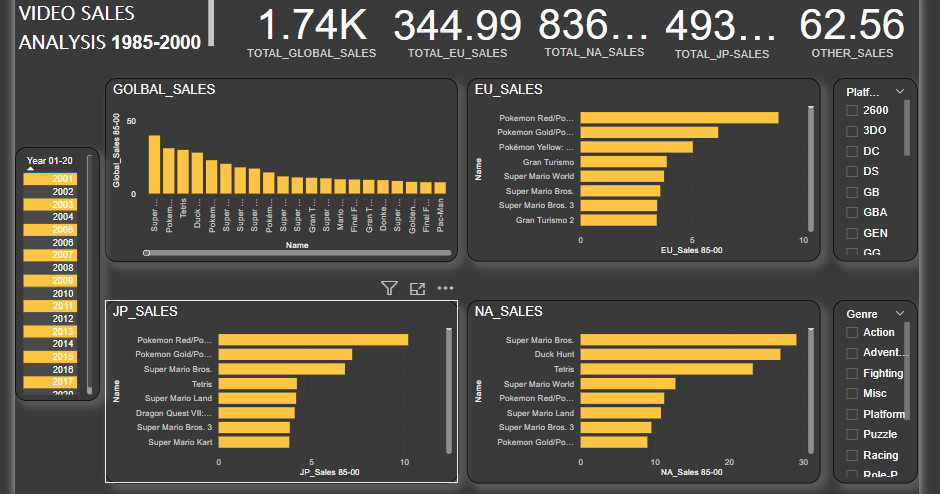 VIDEO SALES
ANALYSIS 1985-2000
1.74K
TOTAL_GLOBAL_SALES
344.99
TOTAL_EU_SALES
836...
TOTAL_NA_SALES
493...
TOTAL_JP-SALES
62.56
OTHER_SALES
Year 01-20
2001
2002
2003
2004
2005
2006
2007
2008
2009
2010
2011
2012
2013
2014
2015
2016
2017
2020
GOLBAL_SALES
Global_Sales 85-00
50
0
Super ...
Pokem...
Tetris
Duck ...
Pokem...
Super ...
Super ...
Super ...
Pokém...
Super ...
Super ...
Gran T...
Super ...
Mario ...
Final F...
Gran T...
Donke...
Super ...
Golden...
Final F...
Pac-Man
Name
EU_SALES
Name
Pokemon Red/Po...
Pokemon Gold/Po...
Pokémon Yellow: ...
Gran Turismo
Super Mario World
Super Mario Bros.
Super Mario Bros. 3
Gran Turismo 2
0 5 10
EU_Sales 85-00
Platf...
2600
3DO
DC
DS
GB
GBA
GEN
GG
JP_SALES
Name
Pokemon Red/Po...
Pokemon Gold/Po...
Super Mario Bros.
Tetris
Super Mario Land
Dragon Quest VII:...
Super Mario Bros. 3
Super Mario Kart
0 5 10
JP_Sales 85-00
NA_SALES
Name
Super Mario Bros.
Duck Hunt
Tetris
Super Mario World
Pokemon Red/Po...
Super Mario Land
Super Mario Bros. 3
Pokemon Gold/Po...
0 10 20 30
NA_Sales 85-00
Genre
Action
Advent...
Fighting
Misc
Platform
Puzzle
Racing
Role-P